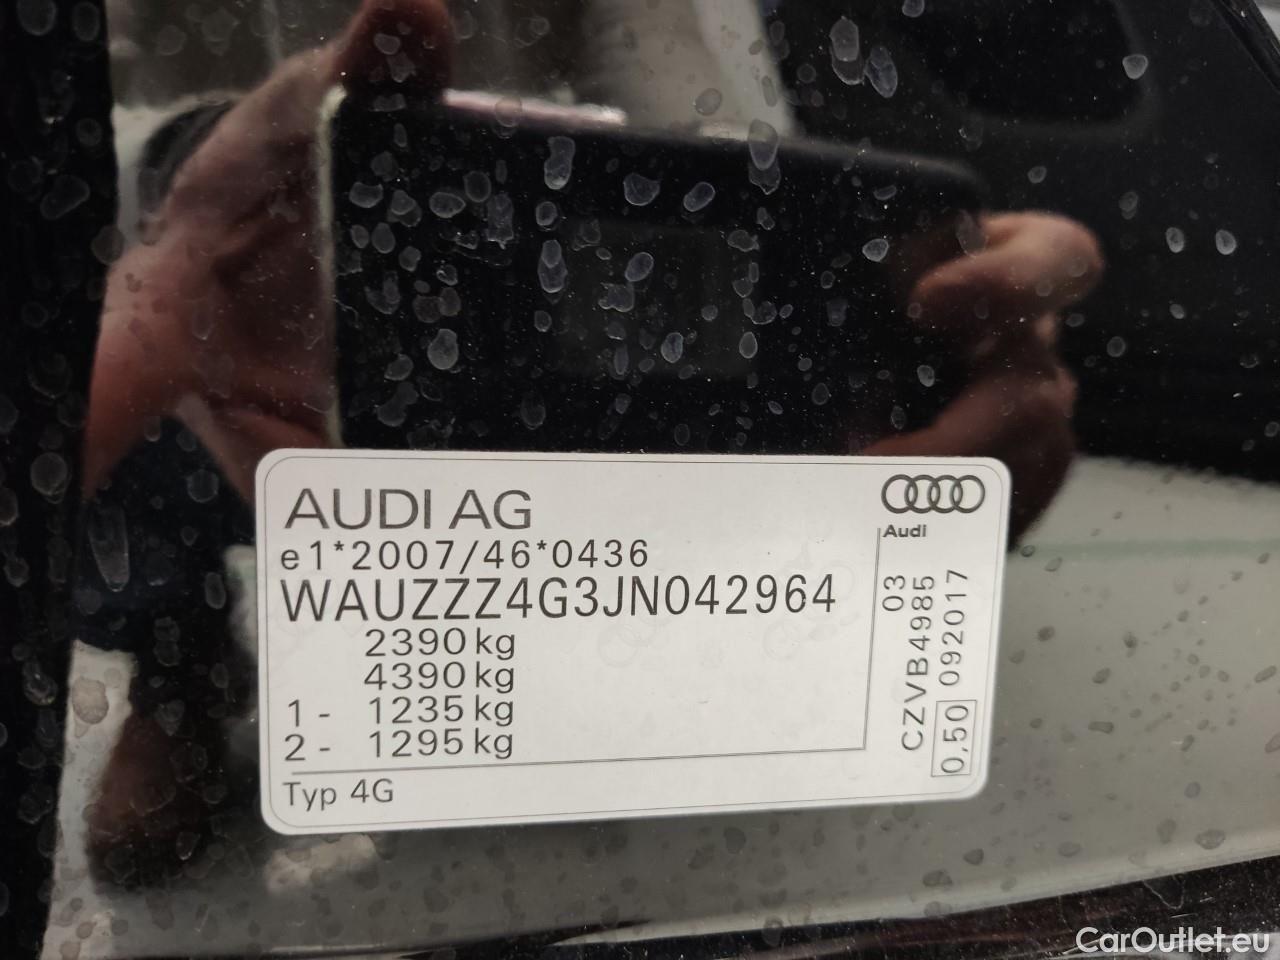 AUDI AG
e1*2007/46*0436
WAUZZZ4G3JN042964
2390 kg
4390 kg
1 - 1235 kg
2 - 1295 kg
Typ 4G
Audi
03
CZVB4985
0,50 092017
CarOutlet.eu